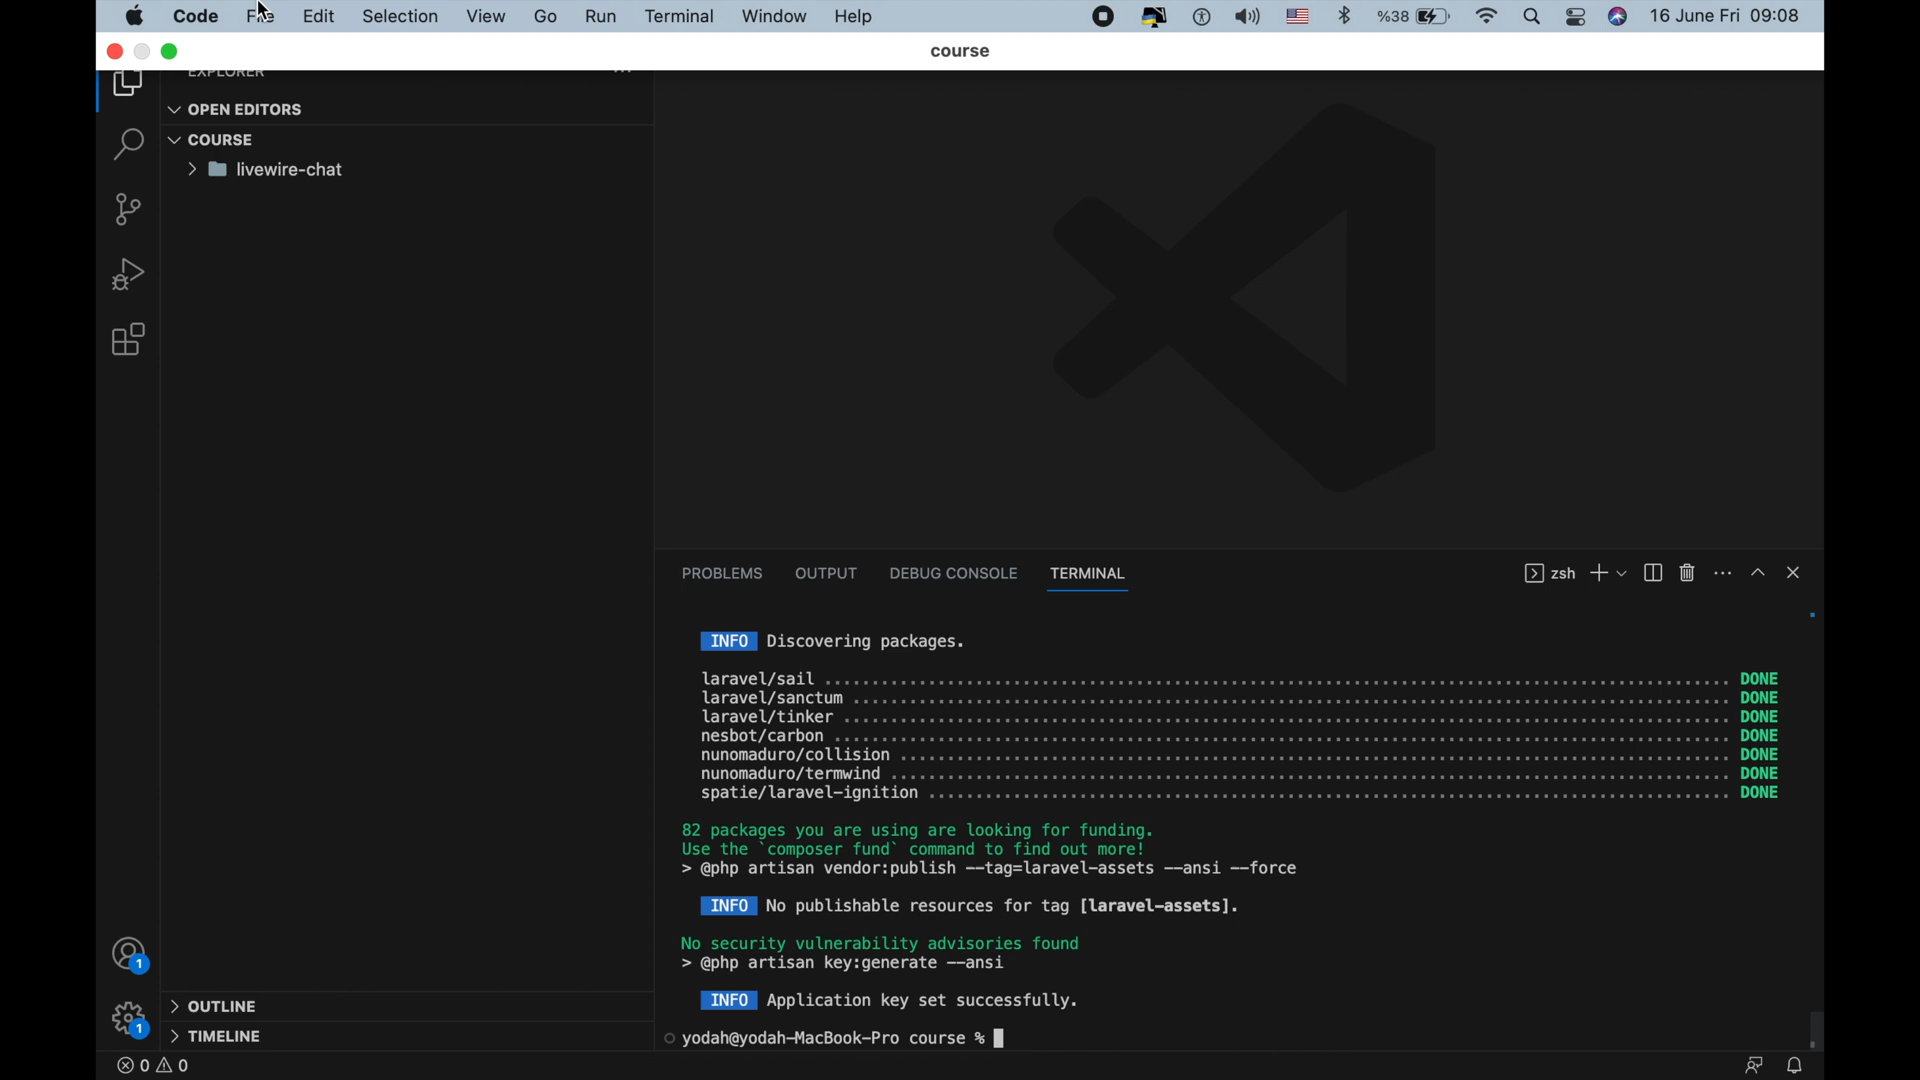 Code File Edit Selection View Go Run Terminal Window Help %38 16 June Fri 09:08
course
EXPLORER
OPEN EDITORS
COURSE
livewire-chat
PROBLEMS OUTPUT DEBUG CONSOLE TERMINAL zsh
INFO Discovering packages.
laravel/sail ........................................................................................................ DONE
laravel/sanctum ..................................................................................................... DONE
laravel/tinker ...................................................................................................... DONE
nesbot/carbon ....................................................................................................... DONE
nunomaduro/collision ................................................................................................ DONE
nunomaduro/termwind ................................................................................................. DONE
spatie/laravel-ignition ............................................................................................. DONE
82 packages you are using are looking for funding.
Use the `composer fund` command to find out more!
> @php artisan vendor:publish --tag=laravel-assets --ansi --force
INFO No publishable resources for tag [laravel-assets].
No security vulnerability advisories found
> @php artisan key:generate --ansi
INFO Application key set successfully.
yodah@yodah-MacBook-Pro course %
1
OUTLINE
1
TIMELINE
0 0